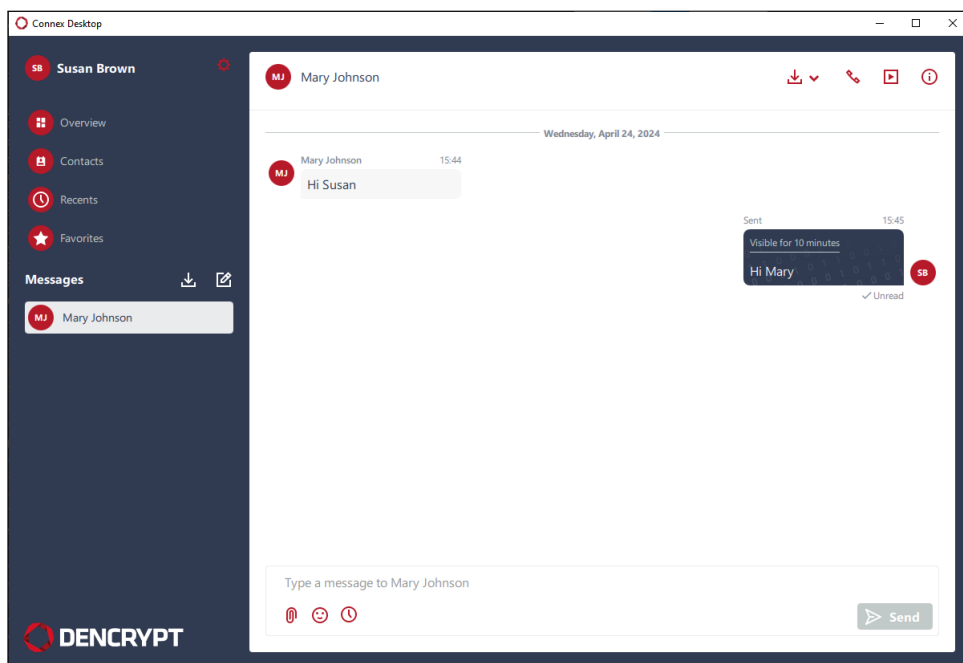 Connex Desktop
SB Susan Brown
Overview
Contacts
Recents
Favorites
Messages
MJ Mary Johnson
DENCRYPT
MJ Mary Johnson
Wednesday, April 24, 2024
Mary Johnson 15:44
MJ Hi Susan
Sent 15:45
Visible for 10 minutes
Hi Mary SB
Unread
Type a message to Mary Johnson
Send